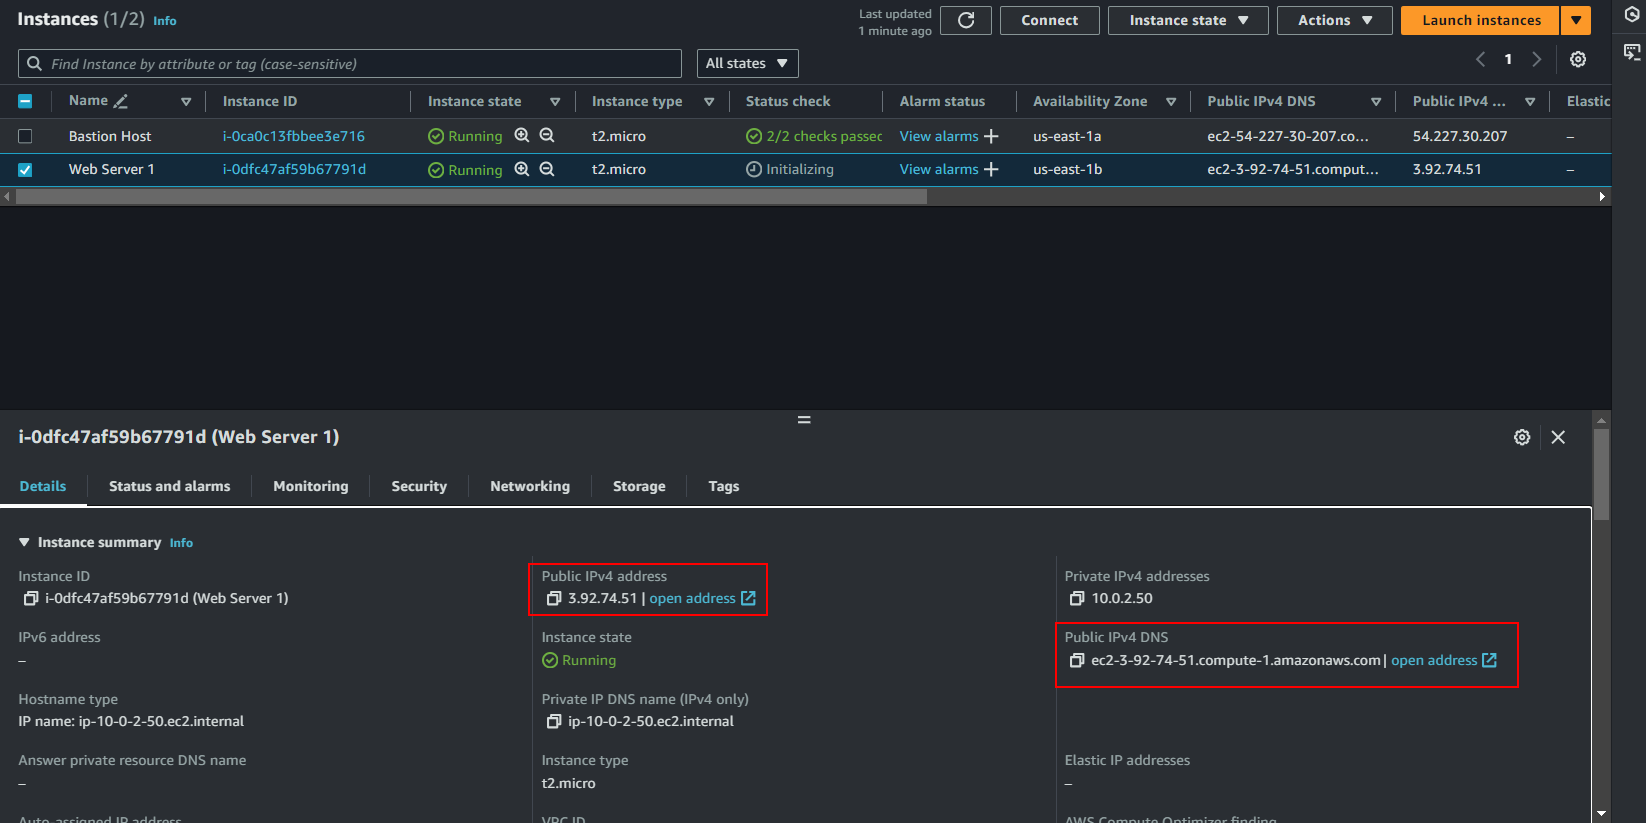 Instances (1/2) Info
Last updated
1 minute ago
Connect
Instance state
Actions
Launch instances
Find Instance by attribute or tag (case-sensitive)
All states
1
Name Instance ID Instance state Instance type Status check Alarm status Availability Zone Public IPv4 DNS Public IPv4 ... Elastic
Bastion Host i-0ca0c13fbbee3e716 Running t2.micro 2/2 checks passec View alarms + us-east-1a ec2-54-227-30-207.co... 54.227.30.207 –
Web Server 1 i-0dfc47af59b67791d Running t2.micro Initializing View alarms + us-east-1b ec2-3-92-74-51.comput... 3.92.74.51 –
i-0dfc47af59b67791d (Web Server 1)
Details Status and alarms Monitoring Security Networking Storage Tags
Instance summary Info
Instance ID
i-0dfc47af59b67791d (Web Server 1)
Public IPv4 address
3.92.74.51 | open address
Private IPv4 addresses
10.0.2.50
IPv6 address
–
Instance state
Running
Public IPv4 DNS
ec2-3-92-74-51.compute-1.amazonaws.com | open address
Hostname type
IP name: ip-10-0-2-50.ec2.internal
Private IP DNS name (IPv4 only)
ip-10-0-2-50.ec2.internal
Answer private resource DNS name
–
Instance type
t2.micro
Elastic IP addresses
–
Auto-assigned IP address
VPC ID
AWS Compute Optimizer finding